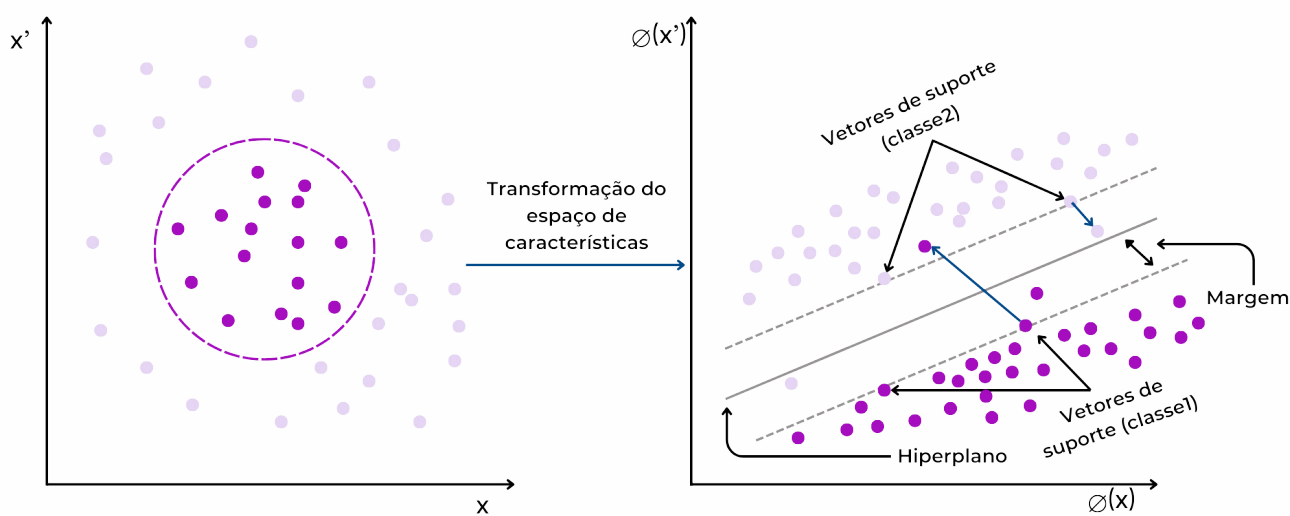 x’
x
Transformação do
espaço de
características
∅(x’)
Vetores de suporte
(classe2)
Margem
Vetores de
suporte (classe1)
Hiperplano
∅(x)